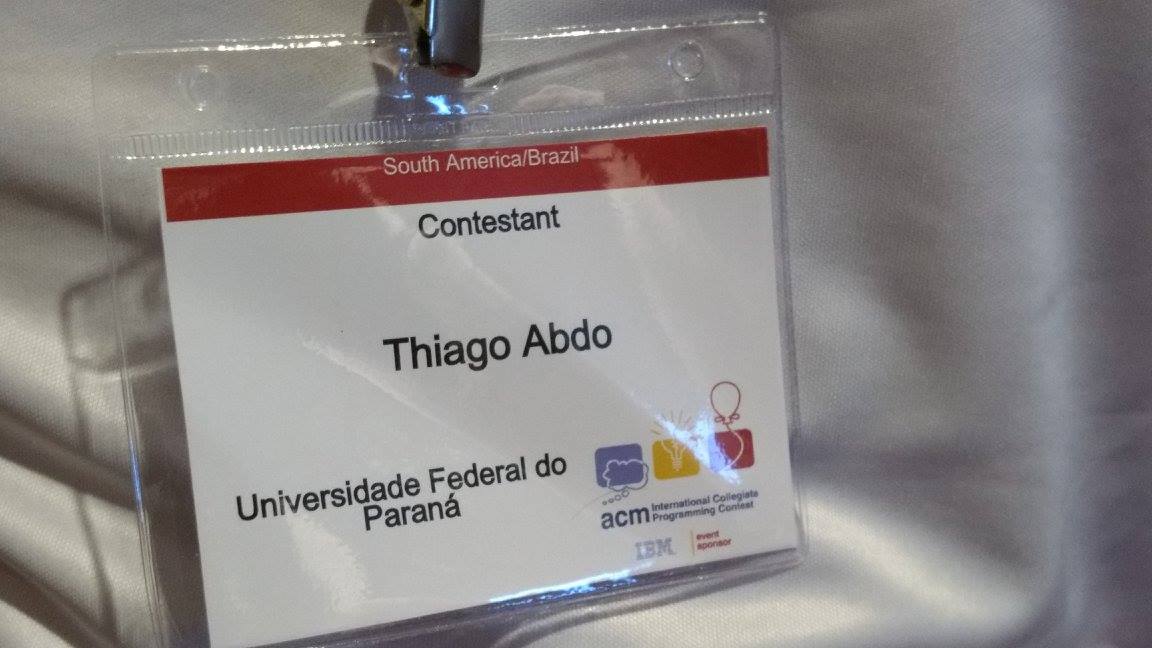 South America/Brazil
Contestant
Thiago Abdo
Universidade Federal do
Paraná
acm International Collegiate
Programming Contest
IBM event
sponsor